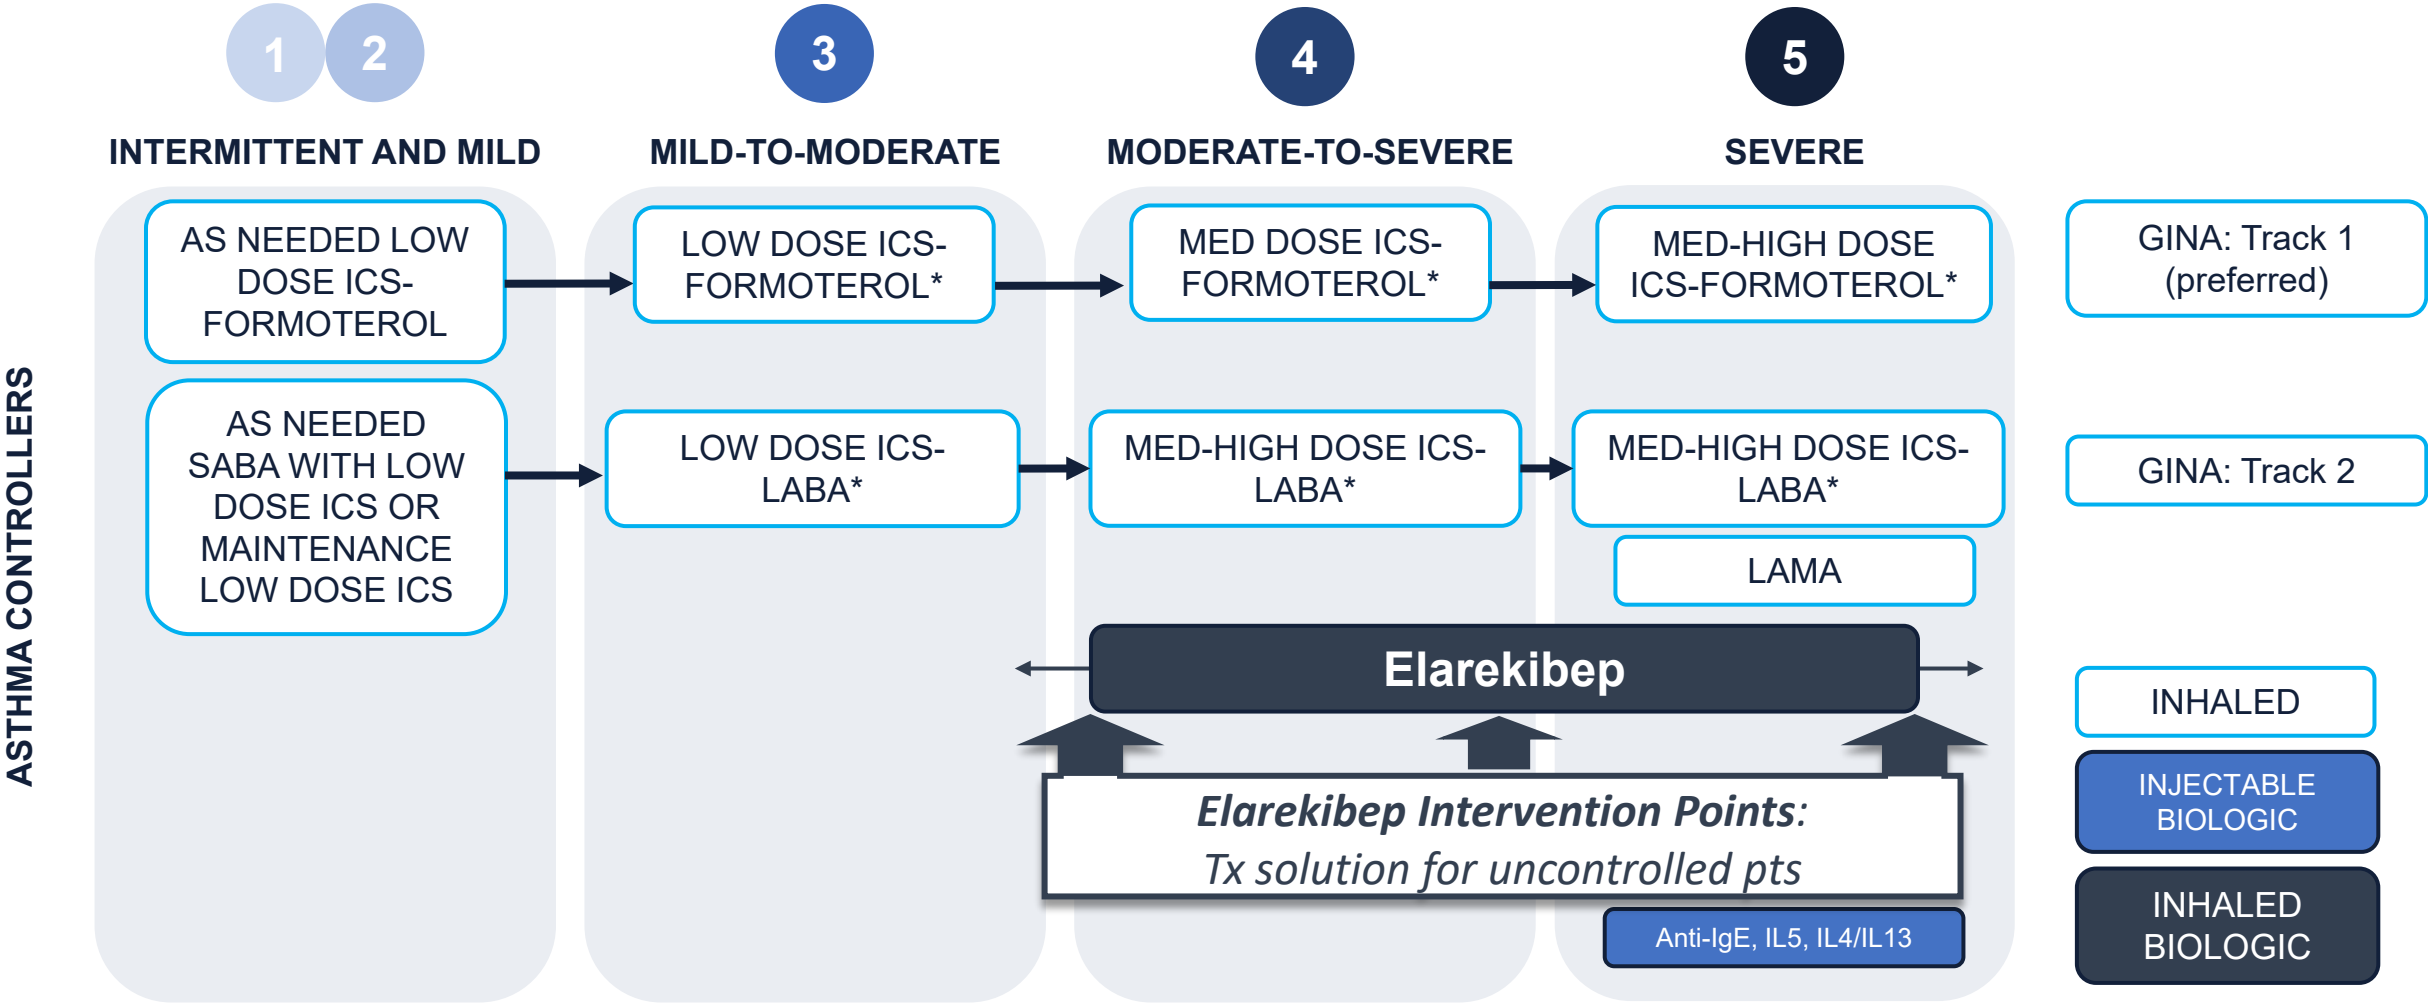 1
2
3
4
5
INTERMITTENT AND MILD
MILD-TO-MODERATE
MODERATE-TO-SEVERE
SEVERE
ASTHMA CONTROLLLERS
AS NEEDED LOW
DOSE ICS-
FORMOTEROL
LOW DOSE ICS-
FORMOTEROL*
MED DOSE ICS-
FORMOTEROL*
MED-HIGH DOSE
ICS-FORMOTEROL*
GINA: Track 1
(preferred)
AS NEEDED
SABA WITH LOW
DOSE ICS OR
MAINTENANCE
LOW DOSE ICS
LOW DOSE ICS-
LABA*
MED-HIGH DOSE ICS-
LABA*
MED-HIGH DOSE ICS-
LABA*
GINA: Track 2
LAMA
Elarekibep
Elarekibep Intervention Points:
Tx solution for uncontrolled pts
Anti-IgE, IL5, IL4/IL13
INHALED
INJECTABLE
BIOLOGIC
INHALED
BIOLOGIC